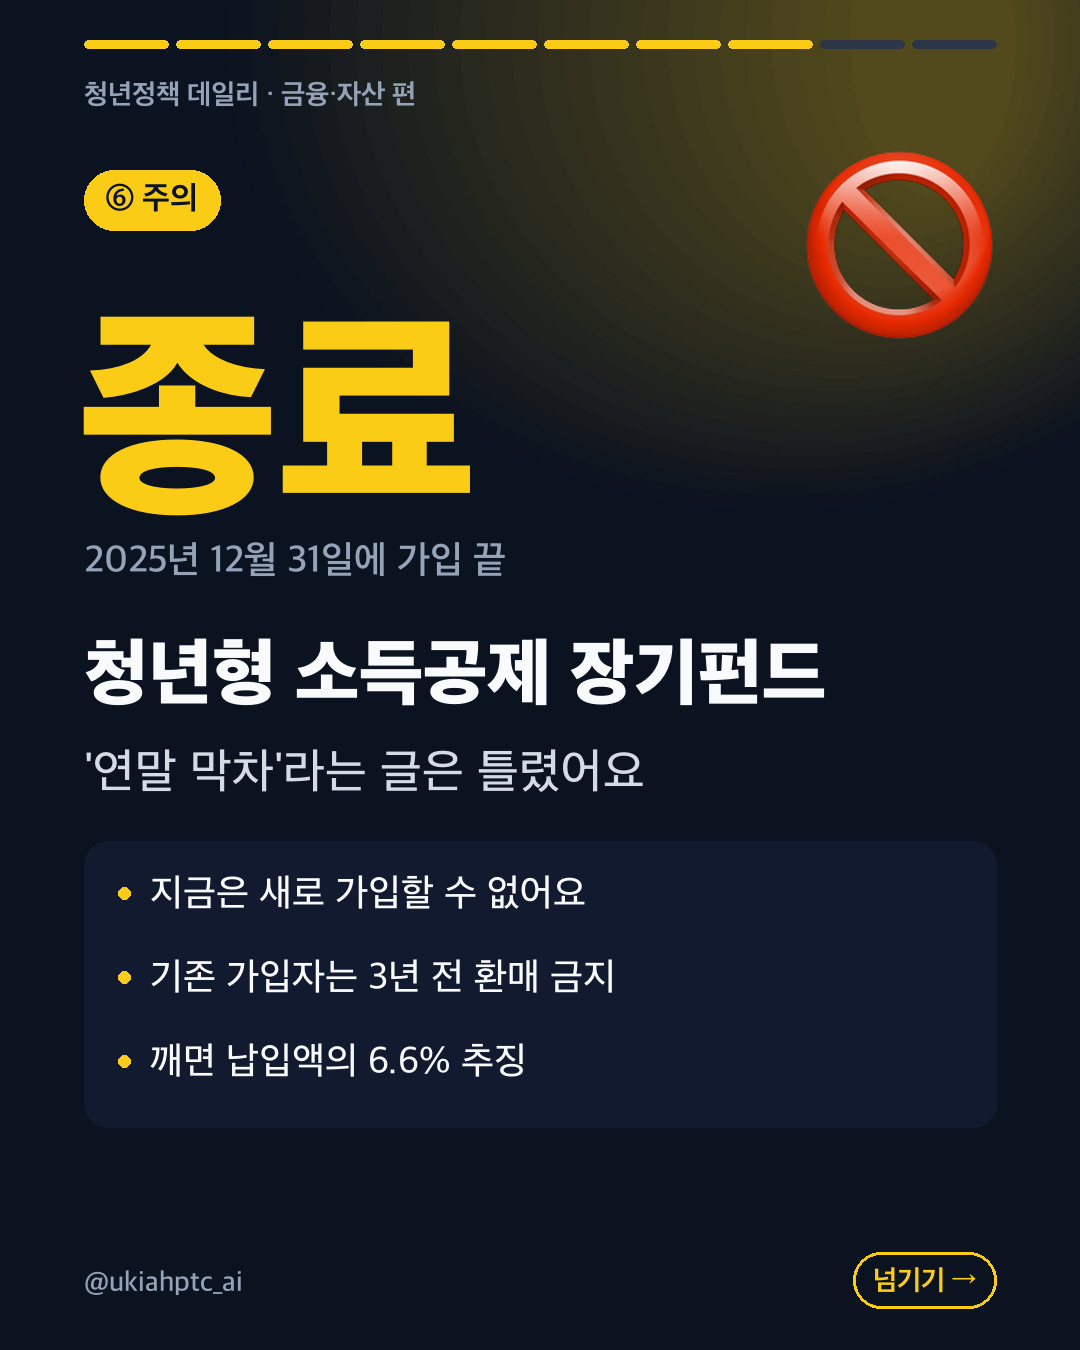 청년정책 데일리 · 금융·자산 편
⑥ 주의
종료
2025년 12월 31일에 가입 끝
청년형 소득공제 장기펀드
'연말 막차'라는 글은 틀렸어요
• 지금은 새로 가입할 수 없어요
• 기존 가입자는 3년 전 환매 금지
• 깨면 납입액의 6.6% 추징
@ukiahptc_ai
넘기기 →